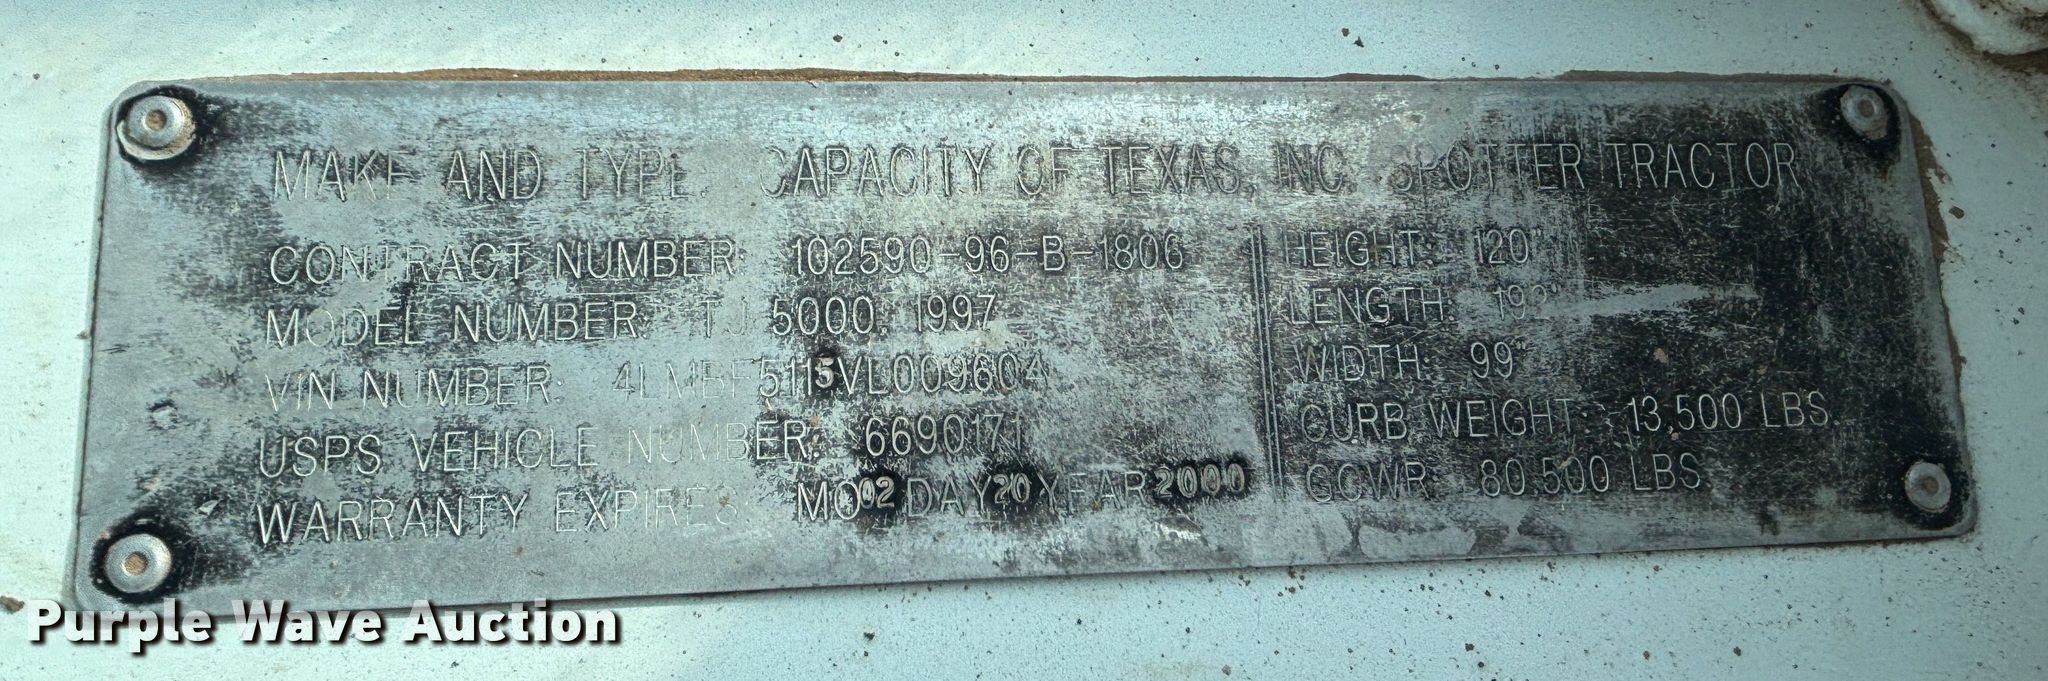 MAKE AND TYPE: CAPACITY OF TEXAS, INC. SPOTTER TRACTOR
CONTRACT NUMBER: 102590-96-B-1806
MODEL NUMBER: TJ 5000, 1997
VIN NUMBER: 4LMBF5115VL009604
USPS VEHICLE NUMBER: 6690171
WARRANTY EXPIRES: MO 02 DAY 20 YEAR 2000
HEIGHT: 120"
LENGTH:
WIDTH: 99"
CURB WEIGHT: 13,500 LBS.
GCWR: 80,500 LBS
Purple Wave Auction